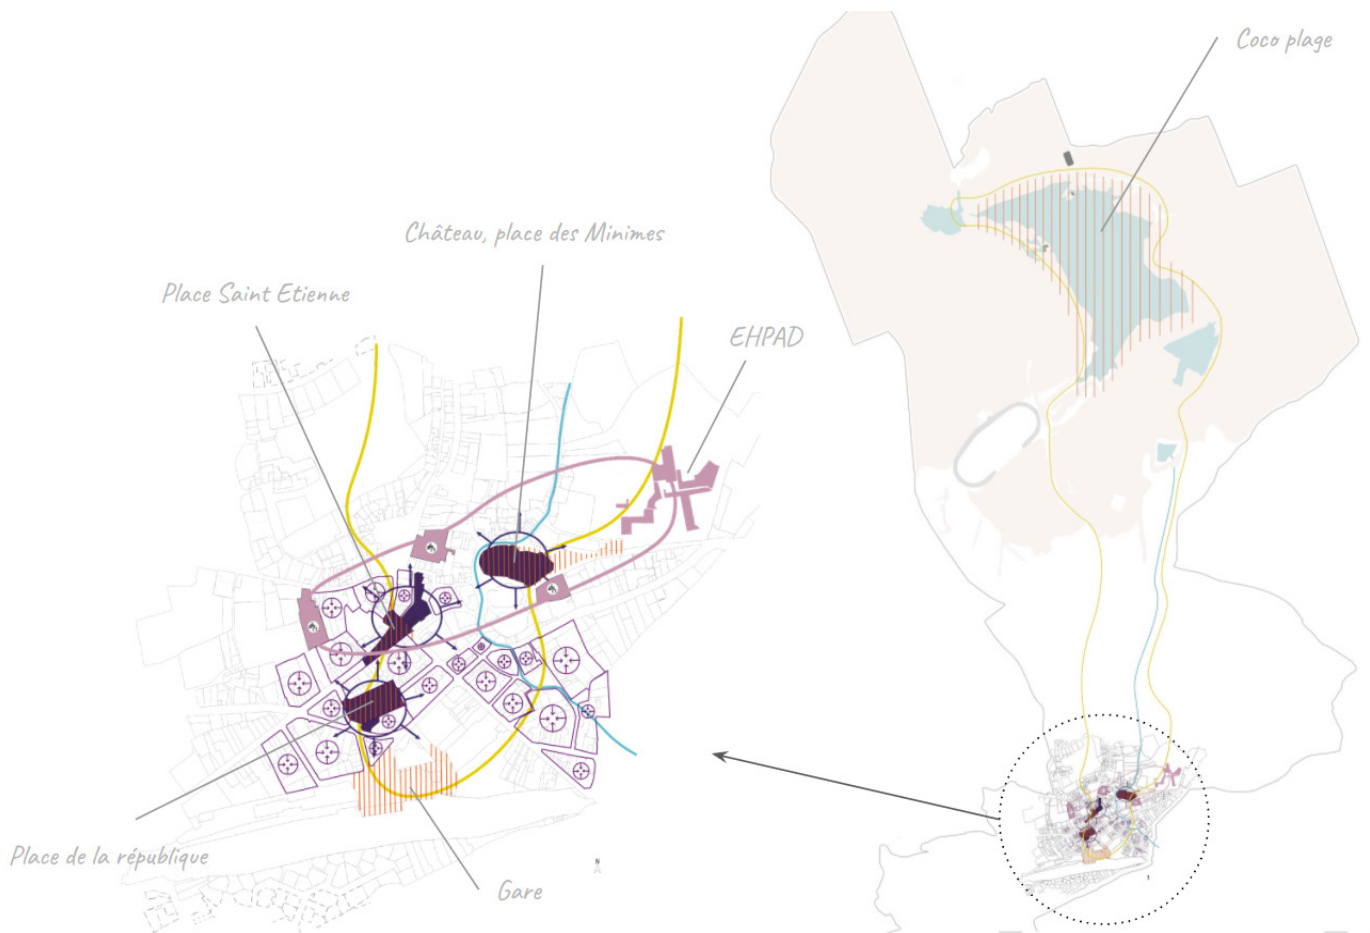 Coco plage
Château, place des Minimes
Place Saint Etienne
EHPAD
Place de la république
Gare
N